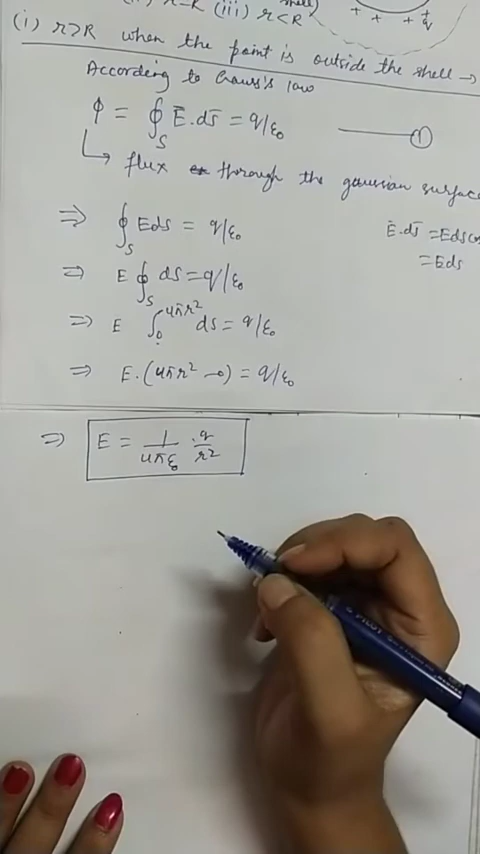 (iii) r<R
+ + + +
q
(i) r>R when the point is outside the shell →
According to Gauss's law
ϕ = ∮S E̅.ds̅ = q/ε₀ ——— ①
↳ flux through the gaussian surface
⇒ ∮S Eds = q/ε₀
E̅.ds̅ = Eds
= Eds
⇒ E ∮S ds = q/ε₀
⇒ E ∫₀^4πr² ds = q/ε₀
⇒ E.(4πr² - 0) = q/ε₀
⇒ E = 1/4πε₀ . q/r²
PILOT